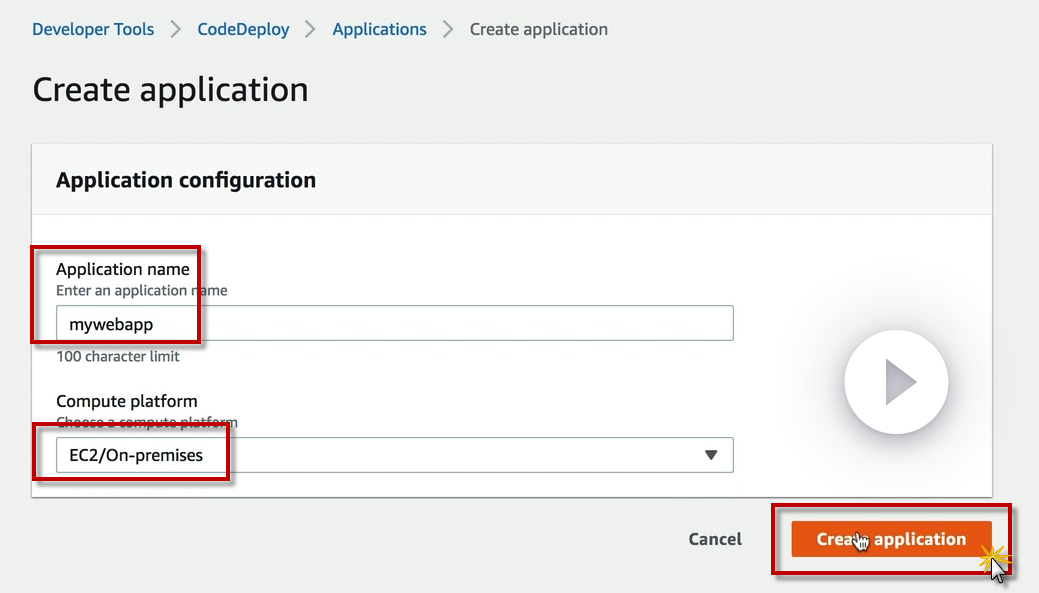 Developer Tools > CodeDeploy > Applications > Create application
Create application
Application configuration
Application name
Enter an application name
mywebapp
100 character limit
Compute platform
Choose a compute platform
EC2/On-premises
Cancel
Create application